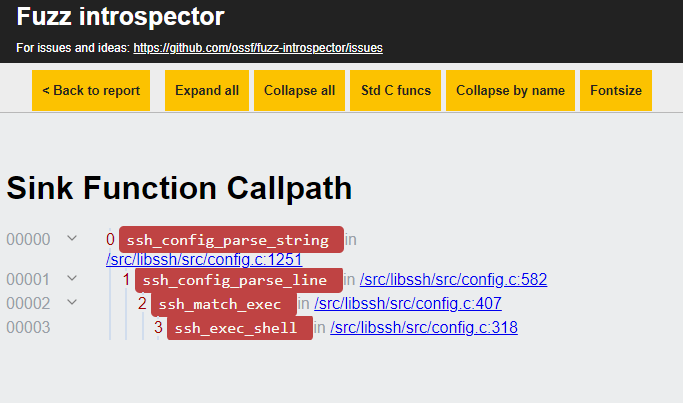 Fuzz introspector
For issues and ideas: https://github.com/ossf/fuzz-introspector/issues
< Back to report Expand all Collapse all Std C funcs Collapse by name Fontsize
Sink Function Callpath
00000 0 ssh_config_parse_string in
/src/libssh/src/config.c:1251
00001 1 ssh_config_parse_line in /src/libssh/src/config.c:582
00002 2 ssh_match_exec in /src/libssh/src/config.c:407
00003 3 ssh_exec_shell in /src/libssh/src/config.c:318